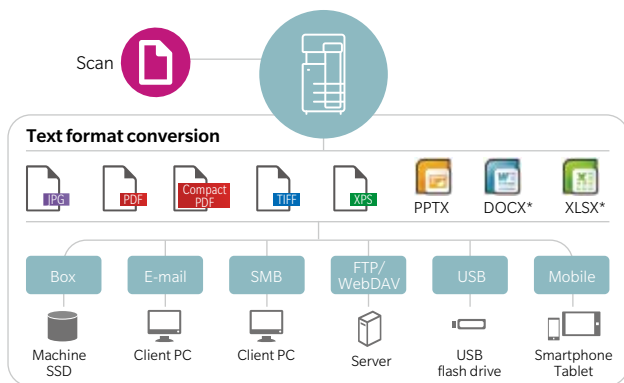 Scan
Text format conversion
JPG
PDF
Compact
PDF
TIFF
XPS
PPTX
DOCX*
XLSX*
Box
E-mail
SMB
FTP/
WebDAV
USB
Mobile
Machine
SSD
Client PC
Client PC
Server
USB
flash drive
Smartphone
Tablet